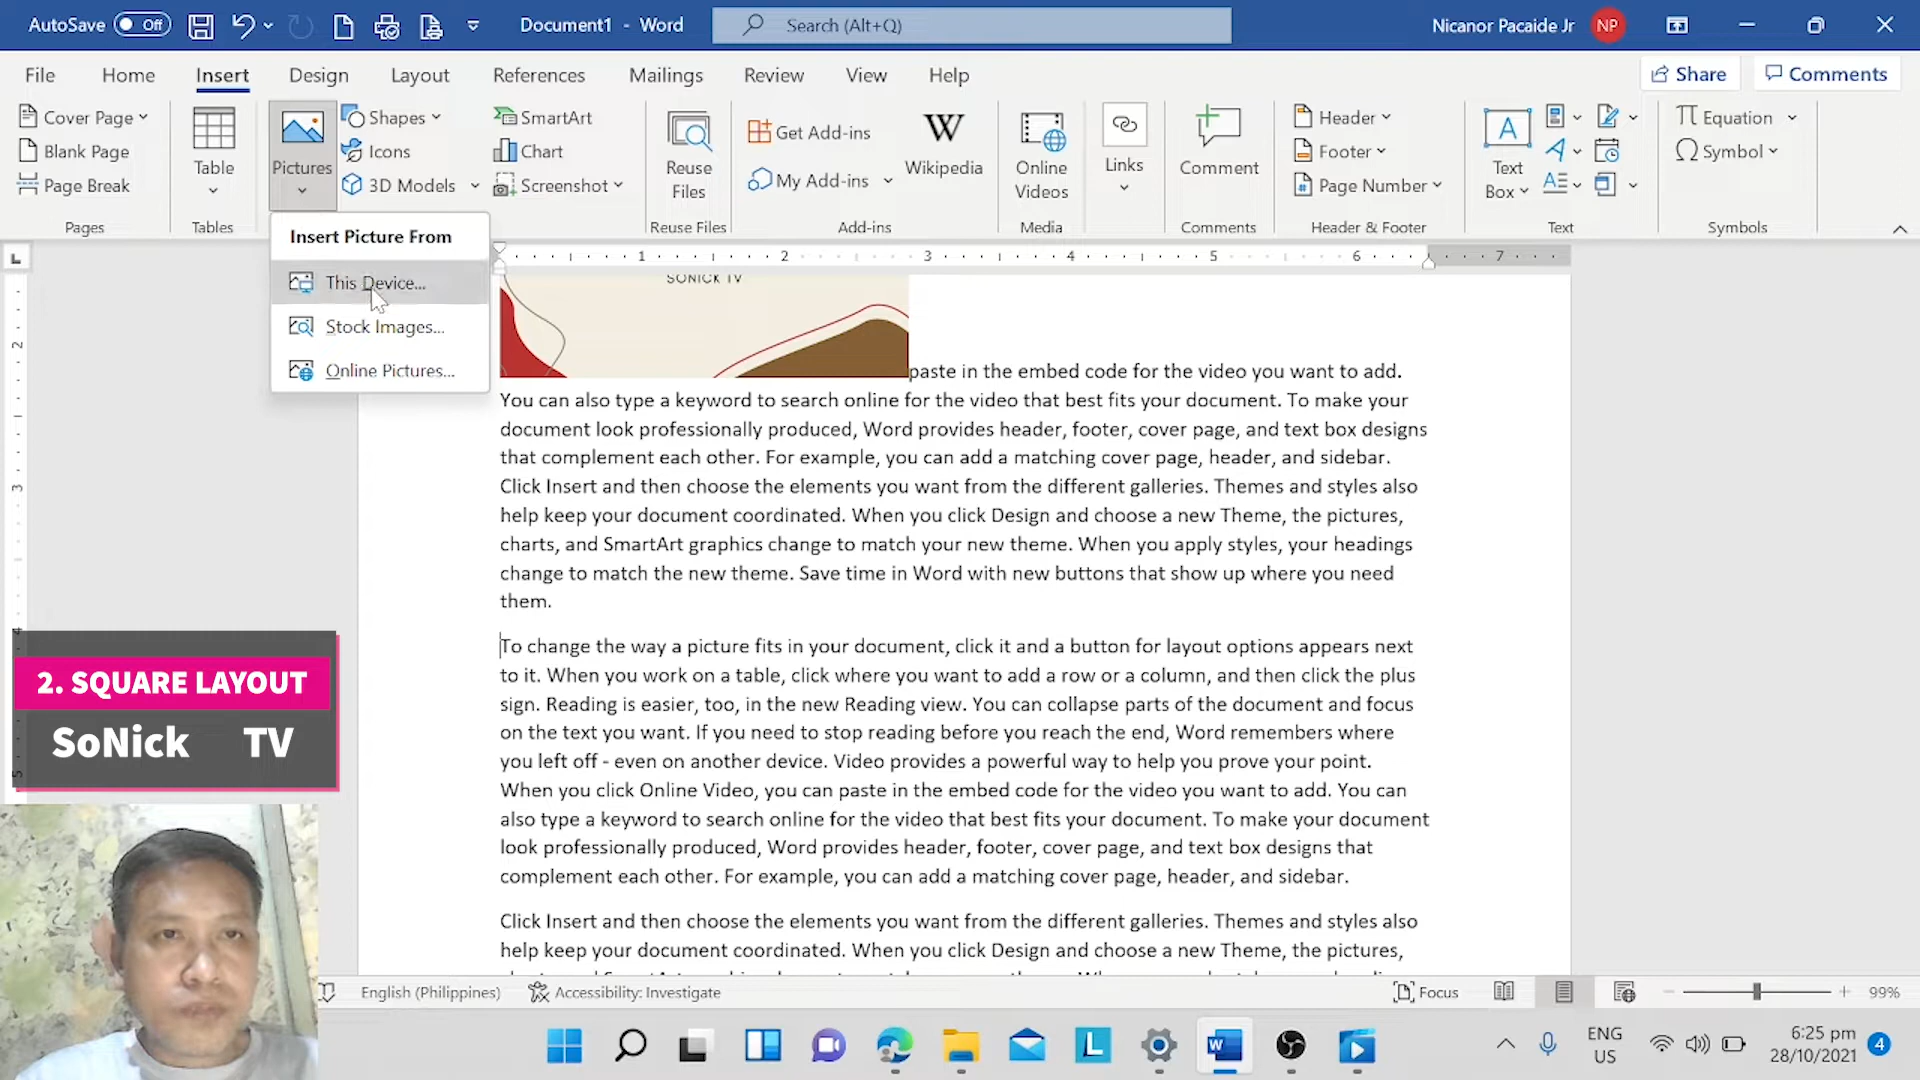 AutoSave Off Document1 - Word Search (Alt+Q) Nicanor Pacaide Jr NP
File Home Insert Design Layout References Mailings Review View Help Share Comments
Cover Page
Blank Page
Page Break
Pages
Table
Tables
Pictures
Shapes
Icons
3D Models
SmartArt
Chart
Screenshot
Reuse
Files
Reuse Files
Get Add-ins
My Add-ins
W
Wikipedia
Add-ins
Online
Videos
Media
Links
Comment
Comments
Header
Footer
Page Number
Header & Footer
A
Text
Box
Text
Equation
Symbol
Symbols
Insert Picture From
This Device...
Stock Images...
Online Pictures...
L
1 2 3 4 5 6 7
2
3
4
5
SONICK TV
paste in the embed code for the video you want to add.
You can also type a keyword to search online for the video that best fits your document. To make your
document look professionally produced, Word provides header, footer, cover page, and text box designs
that complement each other. For example, you can add a matching cover page, header, and sidebar.
Click Insert and then choose the elements you want from the different galleries. Themes and styles also
help keep your document coordinated. When you click Design and choose a new Theme, the pictures,
charts, and SmartArt graphics change to match your new theme. When you apply styles, your headings
change to match the new theme. Save time in Word with new buttons that show up where you need
them.
To change the way a picture fits in your document, click it and a button for layout options appears next
to it. When you work on a table, click where you want to add a row or a column, and then click the plus
sign. Reading is easier, too, in the new Reading view. You can collapse parts of the document and focus
on the text you want. If you need to stop reading before you reach the end, Word remembers where
you left off - even on another device. Video provides a powerful way to help you prove your point.
When you click Online Video, you can paste in the embed code for the video you want to add. You can
also type a keyword to search online for the video that best fits your document. To make your document
look professionally produced, Word provides header, footer, cover page, and text box designs that
complement each other. For example, you can add a matching cover page, header, and sidebar.
Click Insert and then choose the elements you want from the different galleries. Themes and styles also
help keep your document coordinated. When you click Design and choose a new Theme, the pictures,
2. SQUARE LAYOUT
SoNick TV
English (Philippines) Accessibility: Investigate Focus 99%
L W
ENG
US
6:25 pm
28/10/2021
4